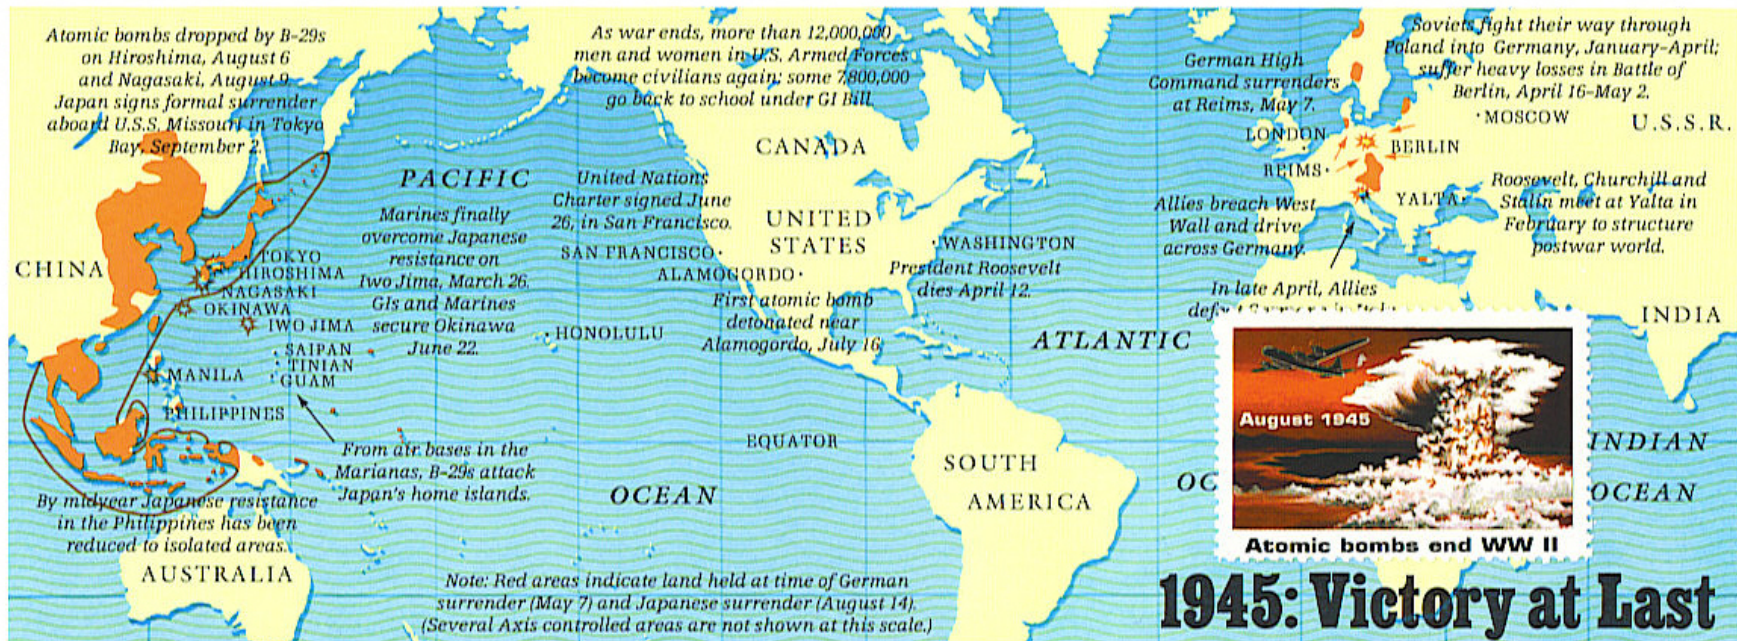 Atomic bombs dropped by B-29s
on Hiroshima, August 6
and Nagasaki, August 9.
Japan signs formal surrender
aboard U.S.S. Missouri in Tokyo
Bay, September 2.
As war ends, more than 12,000,000
men and women in U.S. Armed Forces
become civilians again; some 7,800,000
go back to school under GI Bill.
German High
Command surrenders
at Reims, May 7.
Soviets fight their way through
Poland into Germany, January–April;
suffer heavy losses in Battle of
Berlin, April 16–May 2.
MOSCOW
U.S.S.R.
LONDON
BERLIN
REIMS
YALTA
Roosevelt, Churchill and
Stalin meet at Yalta in
February to structure
postwar world.
Allies breach West
Wall and drive
across Germany.
In late April, Allies
CANADA
PACIFIC
United Nations
Charter signed June
26, in San Francisco.
UNITED
STATES
Marines finally
overcome Japanese
resistance on
Iwo Jima, March 26.
GIs and Marines
secure Okinawa
June 22.
SAN FRANCISCO
ALAMOGORDO
WASHINGTON
President Roosevelt
dies April 12.
First atomic bomb
detonated near
Alamogordo, July 16
CHINA
TOKYO
HIROSHIMA
NAGASAKI
OKINAWA
IWO JIMA
SAIPAN
TINIAN
GUAM
MANILA
PHILIPPINES
HONOLULU
ATLANTIC
INDIA
From air bases in the
Marianas, B-29s attack
Japan's home islands.
EQUATOR
OCEAN
SOUTH
AMERICA
OC
INDIAN
OCEAN
By midyear Japanese resistance
in the Philippines has been
reduced to isolated areas.
AUSTRALIA
Note: Red areas indicate land held at time of German
surrender (May 7) and Japanese surrender (August 14).
(Several Axis controlled areas are not shown at this scale.)
August 1945
Atomic bombs end WW II
1945: Victory at Last